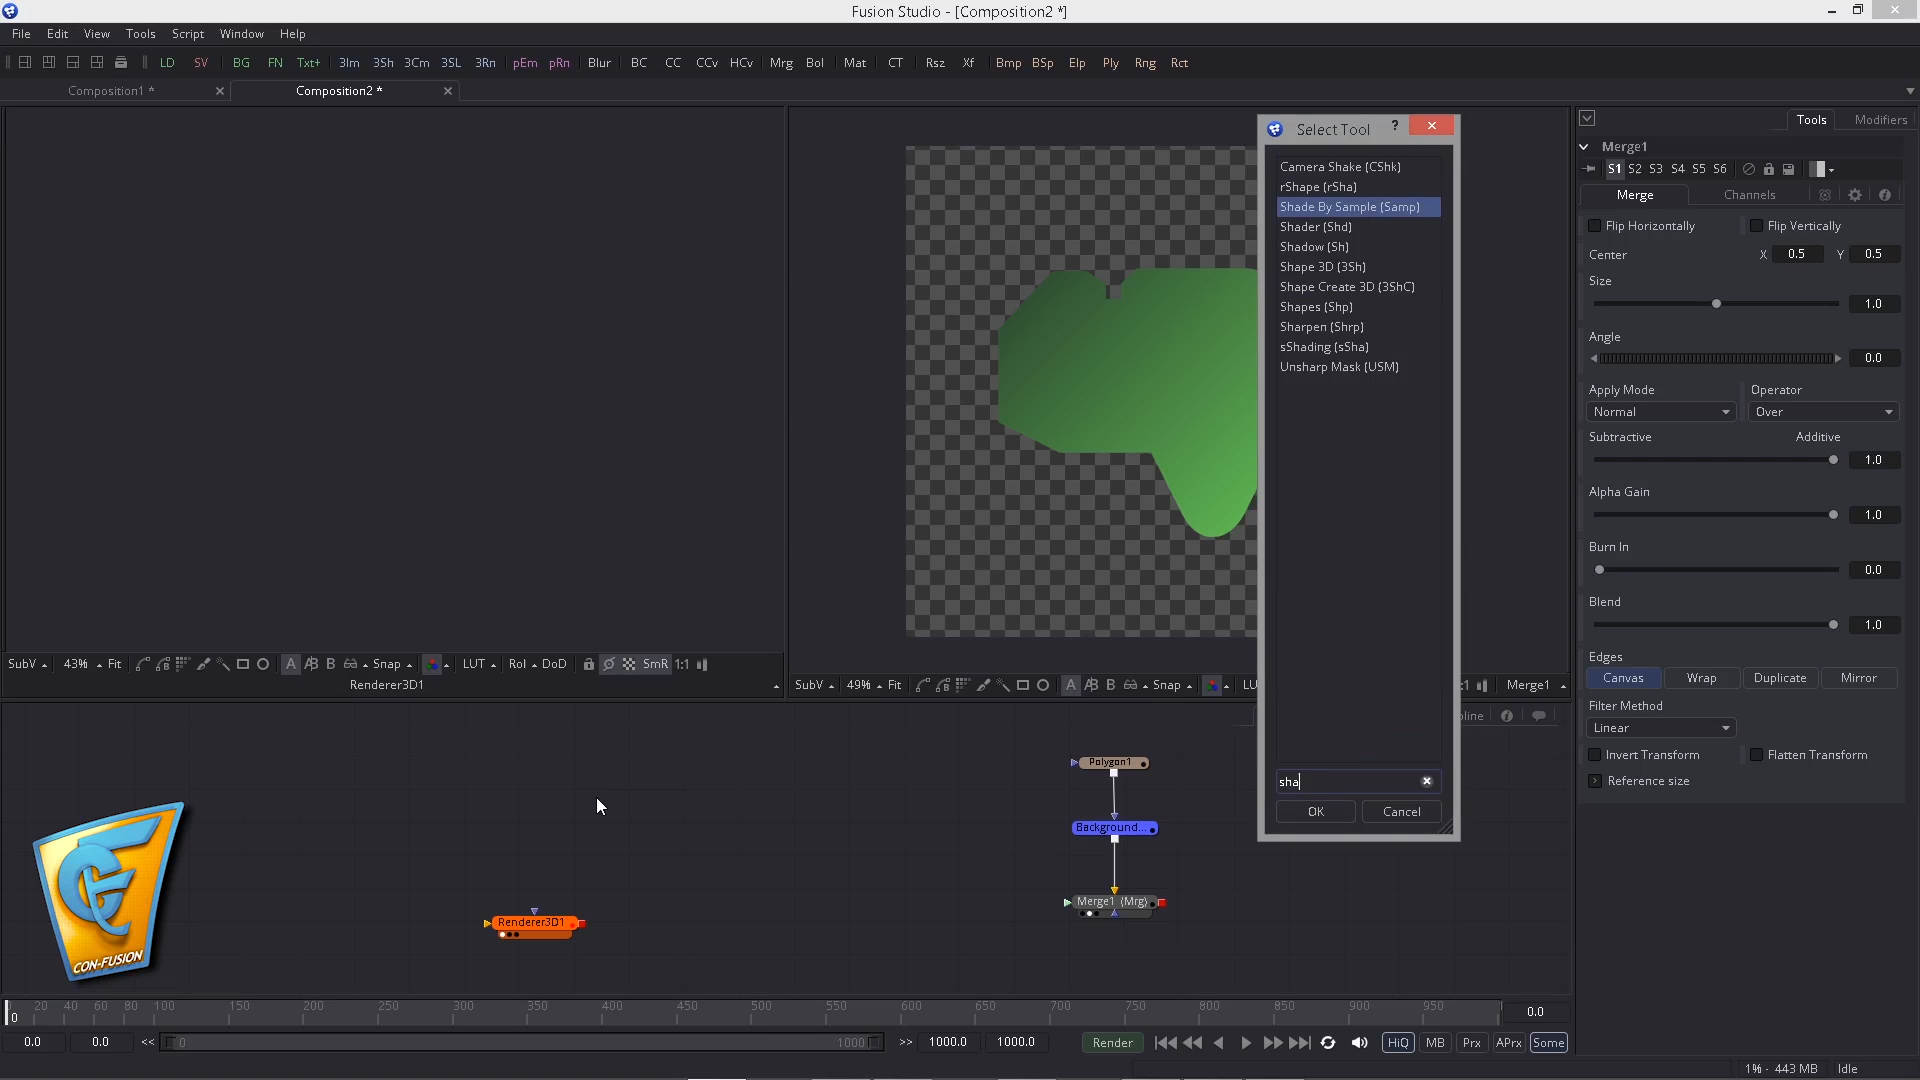 Fusion Studio - [Composition2 *]
File Edit View Tools Script Window Help
LD SV BG FN Txt+ 3Im 3Sh 3Cm 3SL 3Rn pEm pRn Blur BC CC CCv HCv Mrg Bol Mat CT Rsz Xf Bmp BSp Elp Ply Rng Rct
Composition1 * Composition2 *
Select Tool ?
Camera Shake (CShk)
rShape (rSha)
Shade By Sample (Samp)
Shader (Shd)
Shadow (Sh)
Shape 3D (3Sh)
Shape Create 3D (3ShC)
Shapes (Shp)
Sharpen (Shrp)
sShading (sSha)
Unsharp Mask (USM)
sha
OK Cancel
Tools Modifiers
Merge1
S1 S2 S3 S4 S5 S6
Merge Channels
Flip Horizontally Flip Vertically
Center X 0.5 Y 0.5
Size
1.0
Angle
0.0
Apply Mode Operator
Normal Over
Subtractive Additive
1.0
Alpha Gain
1.0
Burn In
0.0
Blend
1.0
Edges
Canvas Wrap Duplicate Mirror
Filter Method
Linear
Invert Transform Flatten Transform
Reference size
SubV 43% Fit A B Snap LUT RoI DoD SmR 1:1
Renderer3D1
SubV 49% Fit A B Snap LU :1 Merge1
pline
Polygon1
Background...
Merge1 (Mrg)
Renderer3D1
CON-FUSION
0 20 40 60 80 100 150 200 250 300 350 400 450 500 550 600 650 700 750 800 850 900 950 0.0
0.0 0.0 << 0 1000 >> 1000.0 1000.0 Render HiQ MB Prx APrx Some
1% - 443 MB Idle